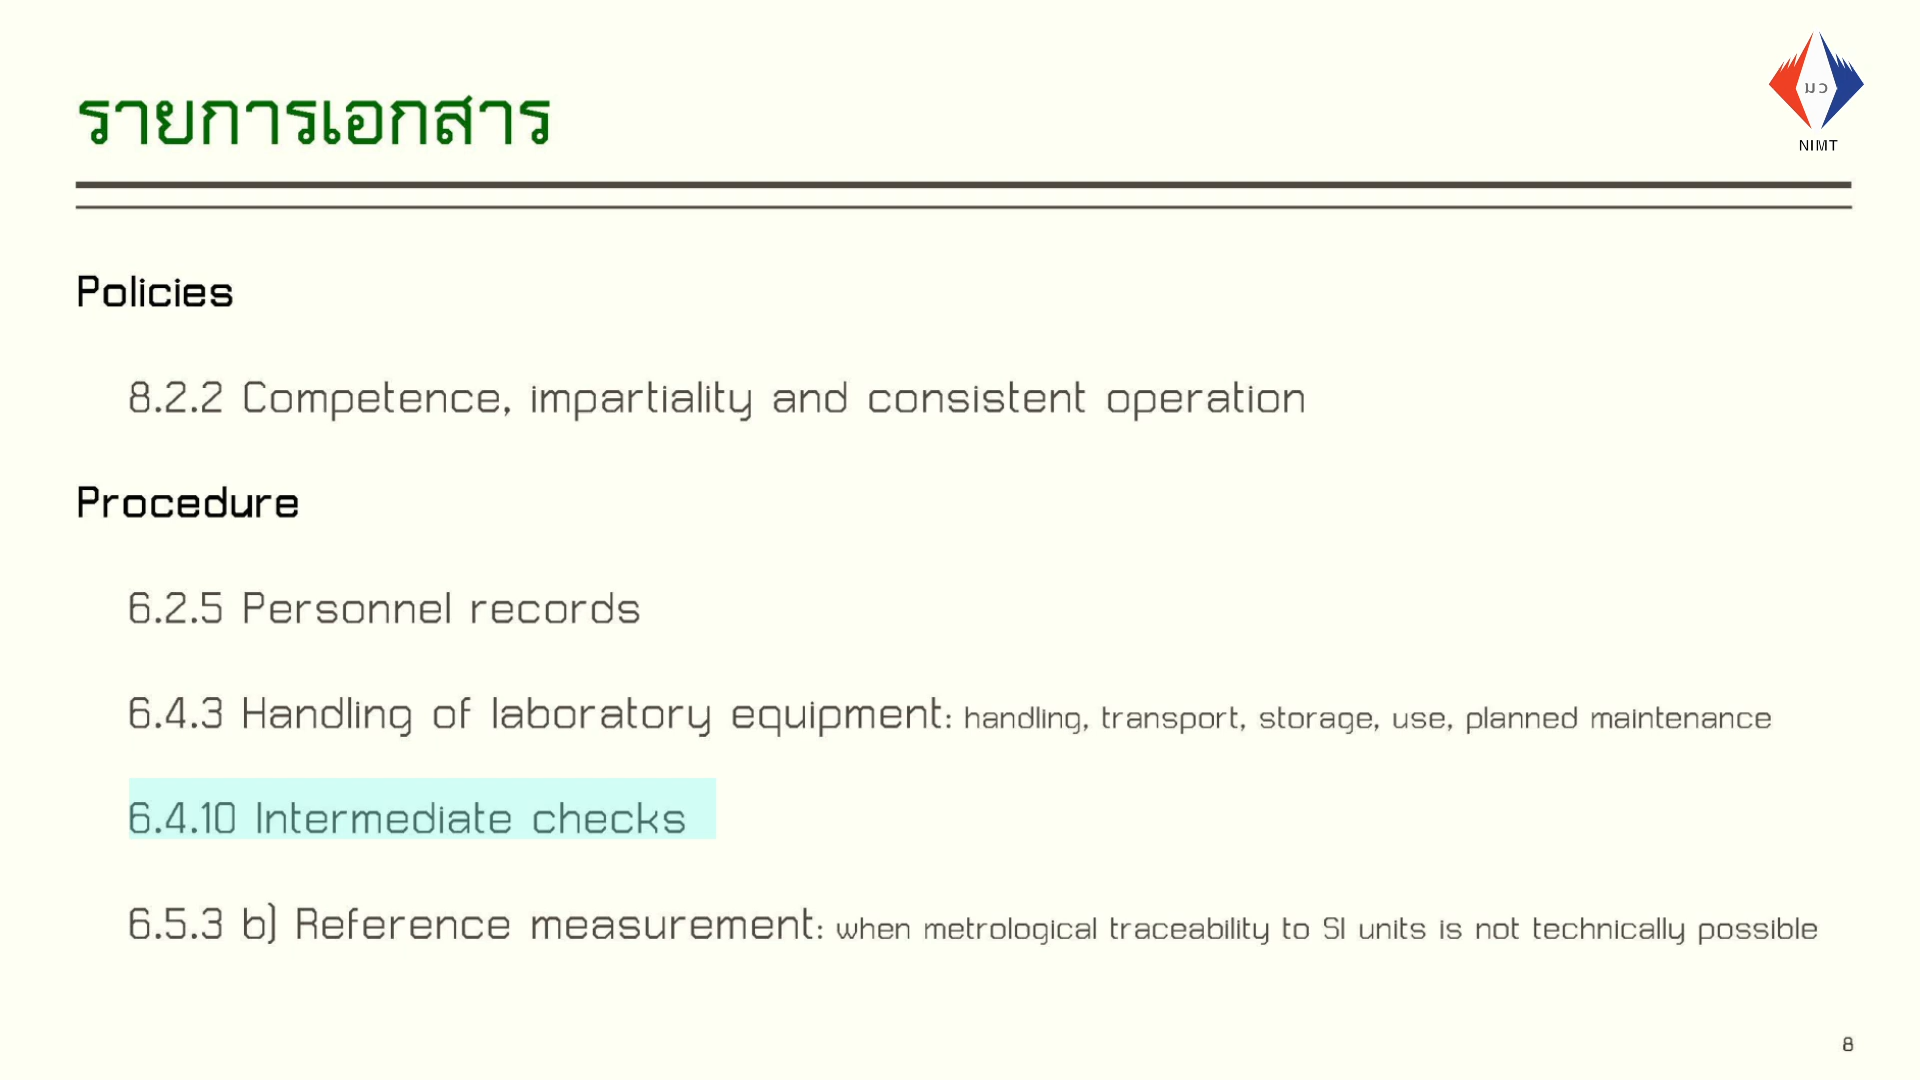 รายการเอกสาร
มว
NIMT
Policies
8.2.2 Competence, impartiality and consistent operation
Procedure
6.2.5 Personnel records
6.4.3 Handling of laboratory equipment: handling, transport, storage, use, planned maintenance
6.4.10 Intermediate checks
6.5.3 b) Reference measurement: when metrological traceability to SI units is not technically possible
8